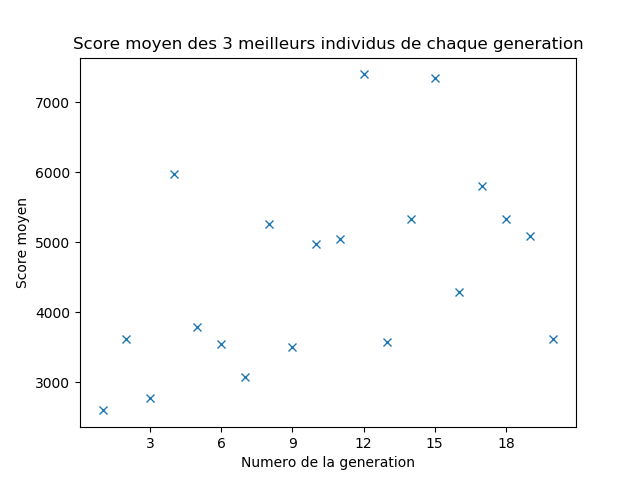 Score moyen des 3 meilleurs individus de chaque generation
7000
6000
5000
4000
3000
Score moyen
3 6 9 12 15 18
Numero de la generation